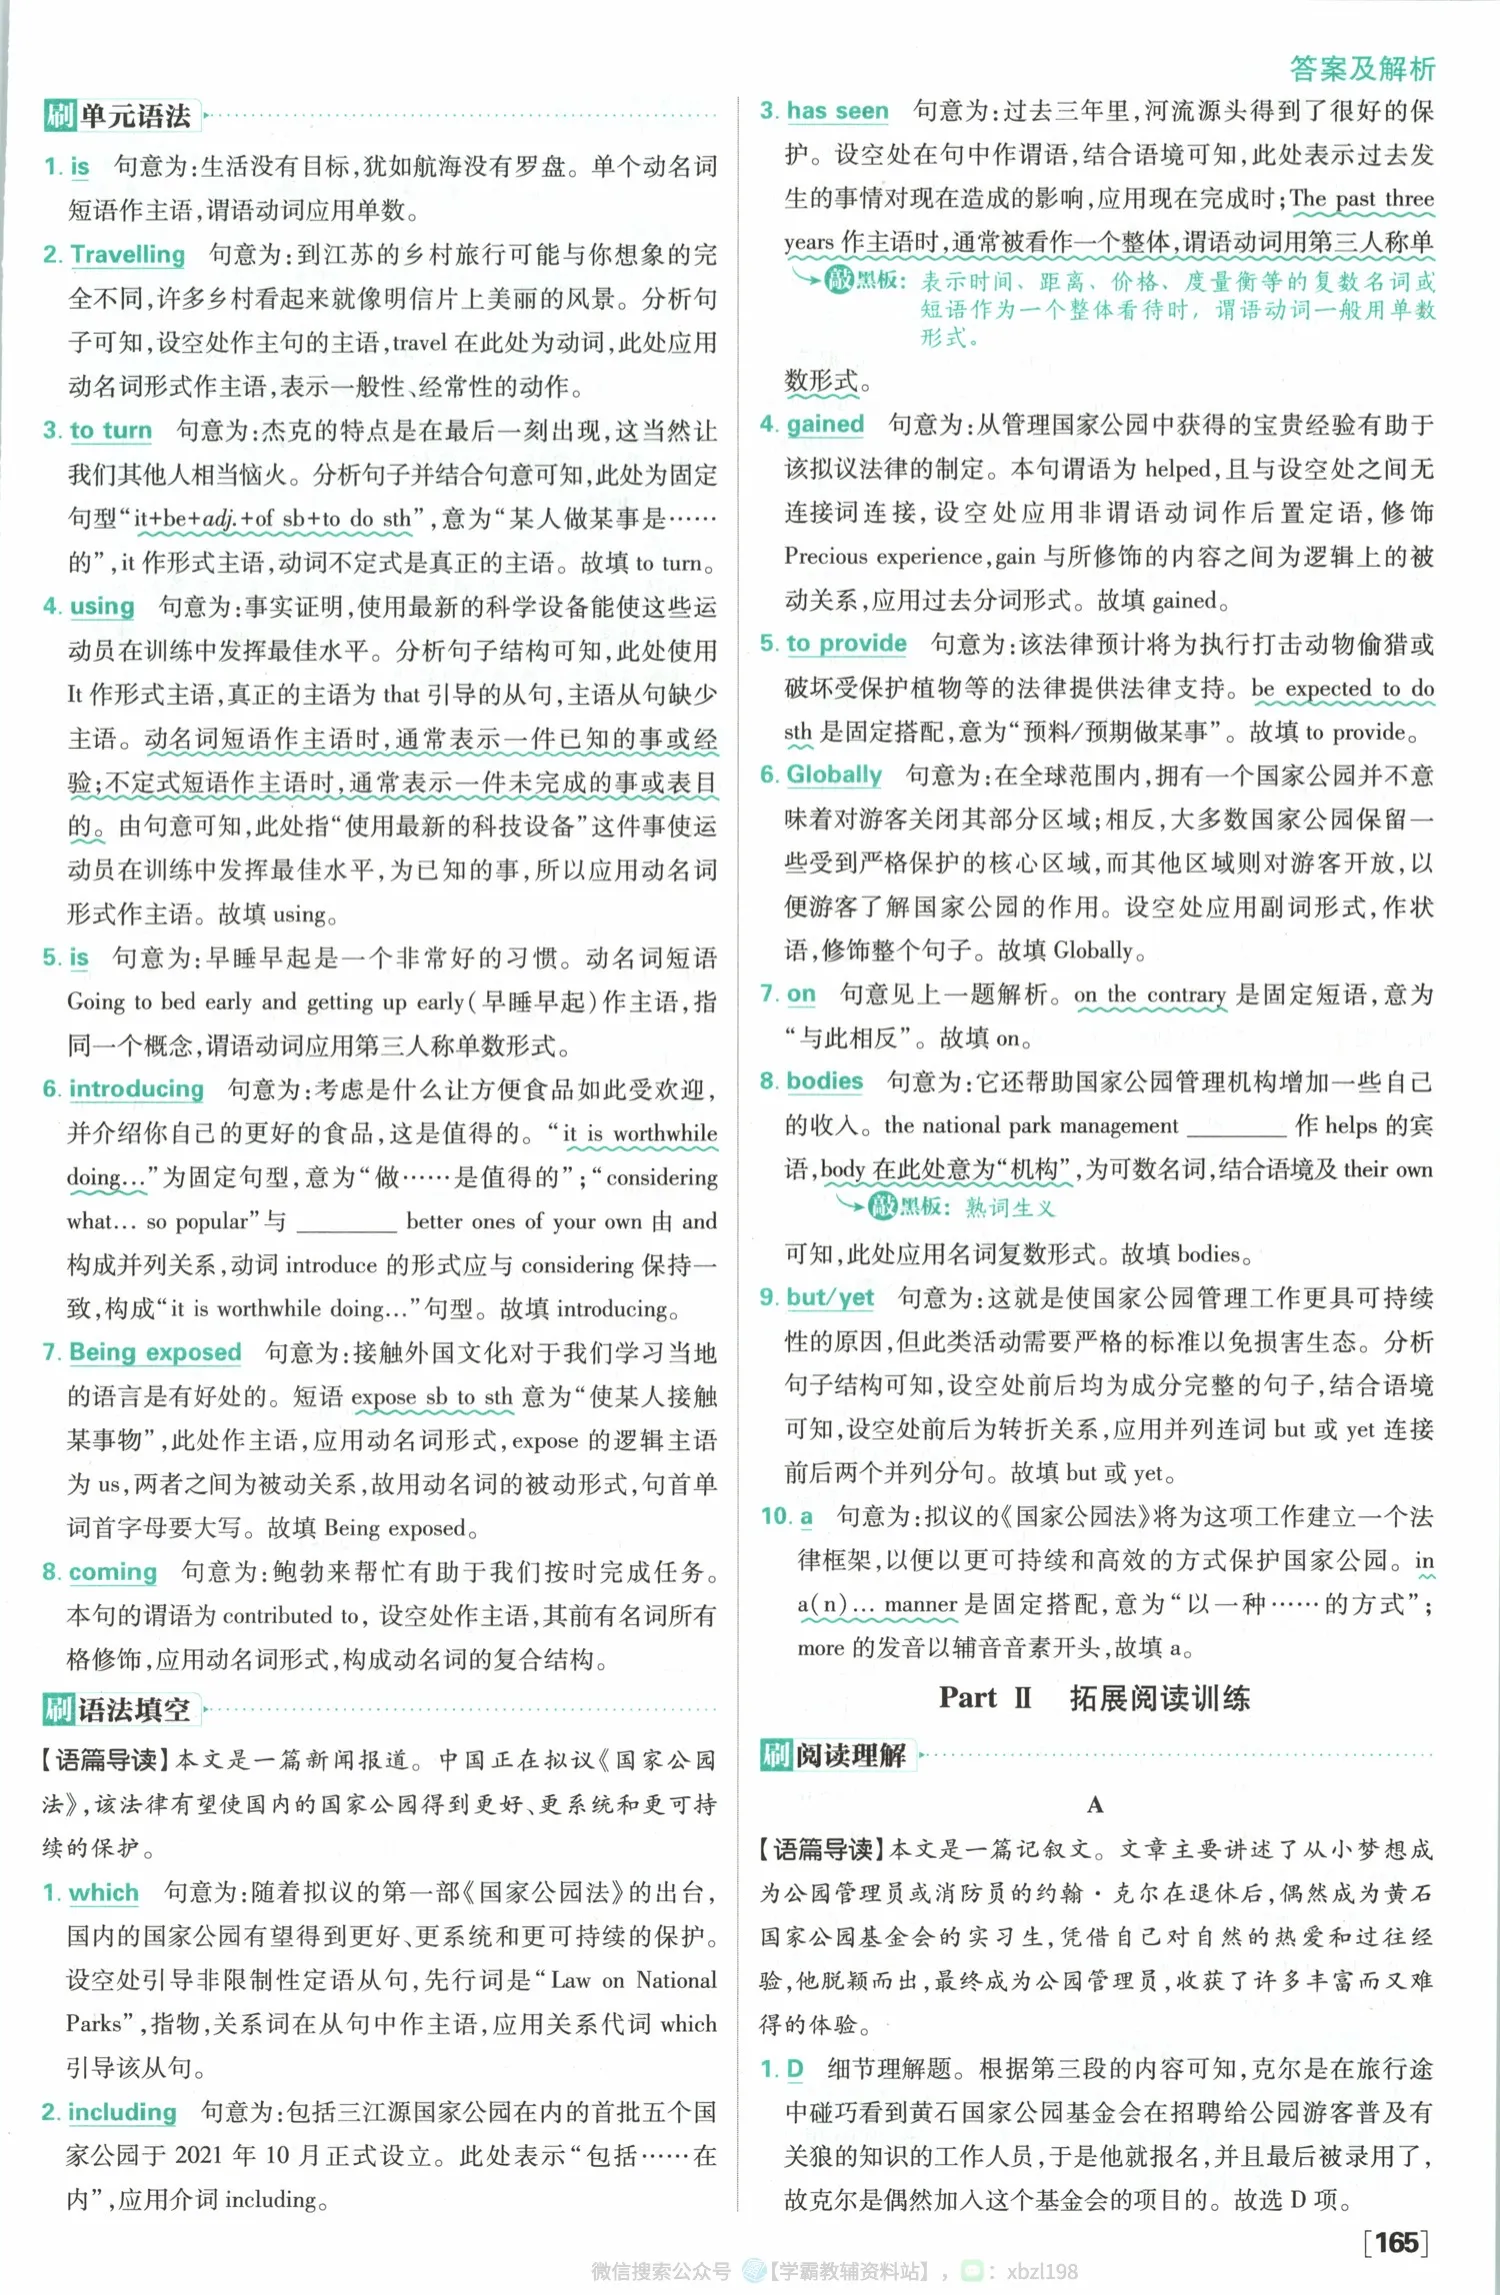 答案及解析
刷 单元语法
1. is 句意为:生活没有目标,犹如航海没有罗盘。单个动名词
短语作主语,谓语动词应用单数。
2. Travelling 句意为:到江苏的乡村旅行可能与你想象的完
全不同,许多乡村看起来就像明信片上美丽的风景。分析句
子可知,设空处作主句的主语,travel 在此处为动词,此处应用
动名词形式作主语,表示一般性、经常性的动作。
3. to turn 句意为:杰克的特点是在最后一刻出现,这当然让
我们其他人相当恼火。分析句子并结合句意可知,此处为固定
句型“it+be+adj.+of sb+to do sth”,意为“某人做某事是……
的”,it 作形式主语,动词不定式是真正的主语。故填 to turn。
4. using 句意为:事实证明,使用最新的科学设备能使这些运
动员在训练中发挥最佳水平。分析句子结构可知,此处使用
It 作形式主语,真正的主语为 that 引导的从句,主语从句缺少
主语。动名词短语作主语时,通常表示一件已知的事或经
验;不定式短语作主语时,通常表示一件未完成的事或表目
的。由句意可知,此处指“使用最新的科技设备”这件事使运
动员在训练中发挥最佳水平,为已知的事,所以应用动名词
形式作主语。故填 using。
5. is 句意为:早睡早起是一个非常好的习惯。动名词短语
Going to bed early and getting up early(早睡早起)作主语,指
同一个概念,谓语动词应用第三人称单数形式。
6. introducing 句意为:考虑是什么让方便食品如此受欢迎,
并介绍你自己的更好的食品,这是值得的。“it is worthwhile
doing…”为固定句型,意为“做……是值得的”;“considering
what… so popular”与 ________ better ones of your own 由 and
构成并列关系,动词 introduce 的形式应与 considering 保持一
致,构成“it is worthwhile doing…”句型。故填 introducing。
7. Being exposed 句意为:接触外国文化对于我们学习当地
的语言是有好处的。短语 expose sb to sth 意为“使某人接触
某事物”,此处作主语,应用动名词形式,expose 的逻辑主语
为 us,两者之间为被动关系,故用动名词的被动形式,句首单
词首字母要大写。故填 Being exposed。
8. coming 句意为:鲍勃来帮忙有助于我们按时完成任务。
本句的谓语为 contributed to, 设空处作主语,其前有名词所有
格修饰,应用动名词形式,构成动名词的复合结构。
刷 语法填空
【语篇导读】本文是一篇新闻报道。中国正在拟议《国家公园
法》,该法律有望使国内的国家公园得到更好、更系统和更可持
续的保护。
1. which 句意为:随着拟议的第一部《国家公园法》的出台,
国内的国家公园有望得到更好、更系统和更可持续的保护。
设空处引导非限制性定语从句,先行词是“Law on National
Parks”,指物,关系词在从句中作主语,应用关系代词 which
引导该从句。
2. including 句意为:包括三江源国家公园在内的首批五个国
家公园于 2021 年 10 月正式设立。此处表示“包括……在
内”,应用介词 including。
3. has seen 句意为:过去三年里,河流源头得到了很好的保
护。设空处在句中作谓语,结合语境可知,此处表示过去发
生的事情对现在造成的影响,应用现在完成时;The past three
years 作主语时,通常被看作一个整体,谓语动词用第三人称单
敲黑板:表示时间、距离、价格、度量衡等的复数名词或
短语作为一个整体看待时,谓语动词一般用单数
形式。
数形式。
4. gained 句意为:从管理国家公园中获得的宝贵经验有助于
该拟议法律的制定。本句谓语为 helped,且与设空处之间无
连接词连接,设空处应用非谓语动词作后置定语,修饰
Precious experience,gain 与所修饰的内容之间为逻辑上的被
动关系,应用过去分词形式。故填 gained。
5. to provide 句意为:该法律预计将为执行打击动物偷猎或
破坏受保护植物等的法律提供法律支持。be expected to do
sth 是固定搭配,意为“预料/预期做某事”。故填 to provide。
6. Globally 句意为:在全球范围内,拥有一个国家公园并不意
味着对游客关闭其部分区域;相反,大多数国家公园保留一
些受到严格保护的核心区域,而其他区域则对游客开放,以
便游客了解国家公园的作用。设空处应用副词形式,作状
语,修饰整个句子。故填 Globally。
7. on 句意见上一题解析。on the contrary 是固定短语,意为
“与此相反”。故填 on。
8. bodies 句意为:它还帮助国家公园管理机构增加一些自己
的收入。the national park management ________ 作 helps 的宾
语,body 在此处意为“机构”,为可数名词,结合语境及 their own
敲黑板:熟词生义
可知,此处应用名词复数形式。故填 bodies。
9. but/yet 句意为:这就是使国家公园管理工作更具可持续
性的原因,但此类活动需要严格的标准以免损害生态。分析
句子结构可知,设空处前后均为成分完整的句子,结合语境
可知,设空处前后为转折关系,应用并列连词 but 或 yet 连接
前后两个并列分句。故填 but 或 yet。
10. a 句意为:拟议的《国家公园法》将为这项工作建立一个法
律框架,以便以更可持续和高效的方式保护国家公园。in
a(n)… manner 是固定搭配,意为“以一种……的方式”;
more 的发音以辅音音素开头,故填 a。
Part Ⅱ 拓展阅读训练
刷 阅读理解
A
【语篇导读】本文是一篇记叙文。文章主要讲述了从小梦想成
为公园管理员或消防员的约翰·克尔在退休后,偶然成为黄石
国家公园基金会的实习生,凭借自己对自然的热爱和过往经
验,他脱颖而出,最终成为公园管理员,收获了许多丰富而又难
得的体验。
1. D 细节理解题。根据第三段的内容可知,克尔是在旅行途
中碰巧看到黄石国家公园基金会在招聘给公园游客普及有
关狼的知识的工作人员,于是他就报名,并且最后被录用了,
故克尔是偶然加入这个基金会的项目的。故选 D 项。
[165]
微信搜索公众号【学霸教辅资料站】,:xbzl198